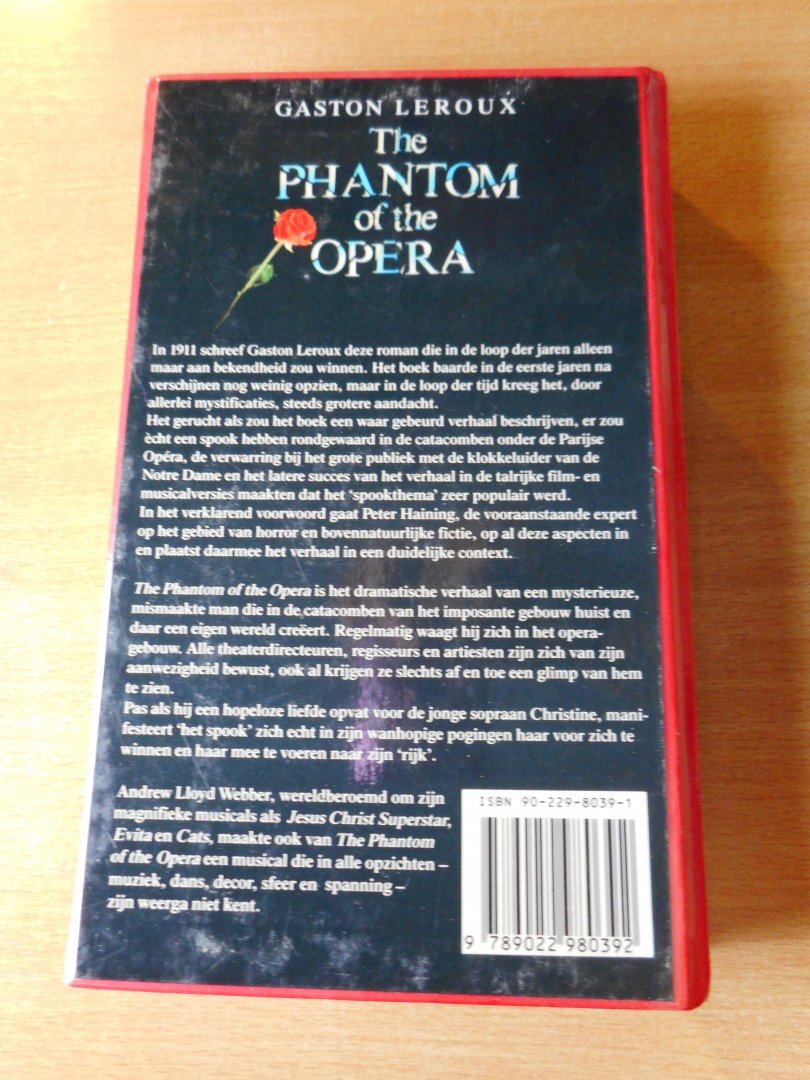 GASTON LEROUX
The
PHANTOM
of the
OPERA
In 1911 schreef Gaston Leroux deze roman die in de loop der jaren alleen
maar aan bekendheid zou winnen. Het boek baarde in de eerste jaren na
verschijnen nog weinig opzien, maar in de loop der tijd kreeg het, door
allerlei mystificaties, steeds grotere aandacht.
Het gerucht als zou het boek een waar gebeurd verhaal beschrijven, er zou
ècht een spook hebben rondgewaard in de catacomben onder de Parijse
Opéra, de verwarring bij het grote publiek met de klokkeluider van de
Notre Dame en het latere succes van het verhaal in de talrijke film- en
musicalversies maakten dat het 'spookthema' zeer populair werd.
In het verklarend voorwoord gaat Peter Haining, de vooraanstaande expert
op het gebied van horror en bovennatuurlijke fictie, op al deze aspecten in
en plaatst daarmee het verhaal in een duidelijke context.
The Phantom of the Opera is het dramatische verhaal van een mysterieuze,
mismaakte man die in de catacomben van het imposante gebouw huist en
daar een eigen wereld creëert. Regelmatig waagt hij zich in het opera-
gebouw. Alle theaterdirecteuren, regisseurs en artiesten zijn zich van zijn
aanwezigheid bewust, ook al krijgen ze slechts af en toe een glimp van hem
te zien.
Pas als hij een hopeloze liefde opvat voor de jonge sopraan Christine, mani-
festeert 'het spook' zich echt in zijn wanhopige pogingen haar voor zich te
winnen en haar mee te voeren naar zijn 'rijk'.
Andrew Lloyd Webber, wereldberoemd om zijn
magnifieke musicals als Jesus Christ Superstar,
Evita en Cats, maakte ook van The Phantom
of the Opera een musical die in alle opzichten –
muziek, dans, decor, sfeer en spanning –
zijn weerga niet kent.
ISBN 90-229-8039-1
9 789022 980392